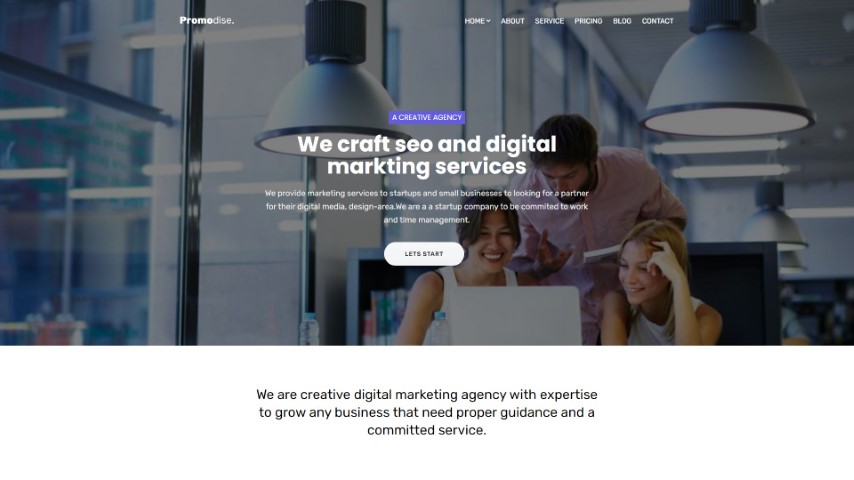 Promodise.
HOME ABOUT SERVICE PRICING BLOG CONTACT
A CREATIVE AGENCY
We craft seo and digital
markting services
We provide marketing services to startups and small businesses to looking for a partner
for their digital media, design-area.We are a a startup company to be commited to work
and time management.
LETS START
We are creative digital marketing agency with expertise
to grow any business that need proper guidance and a
committed service.